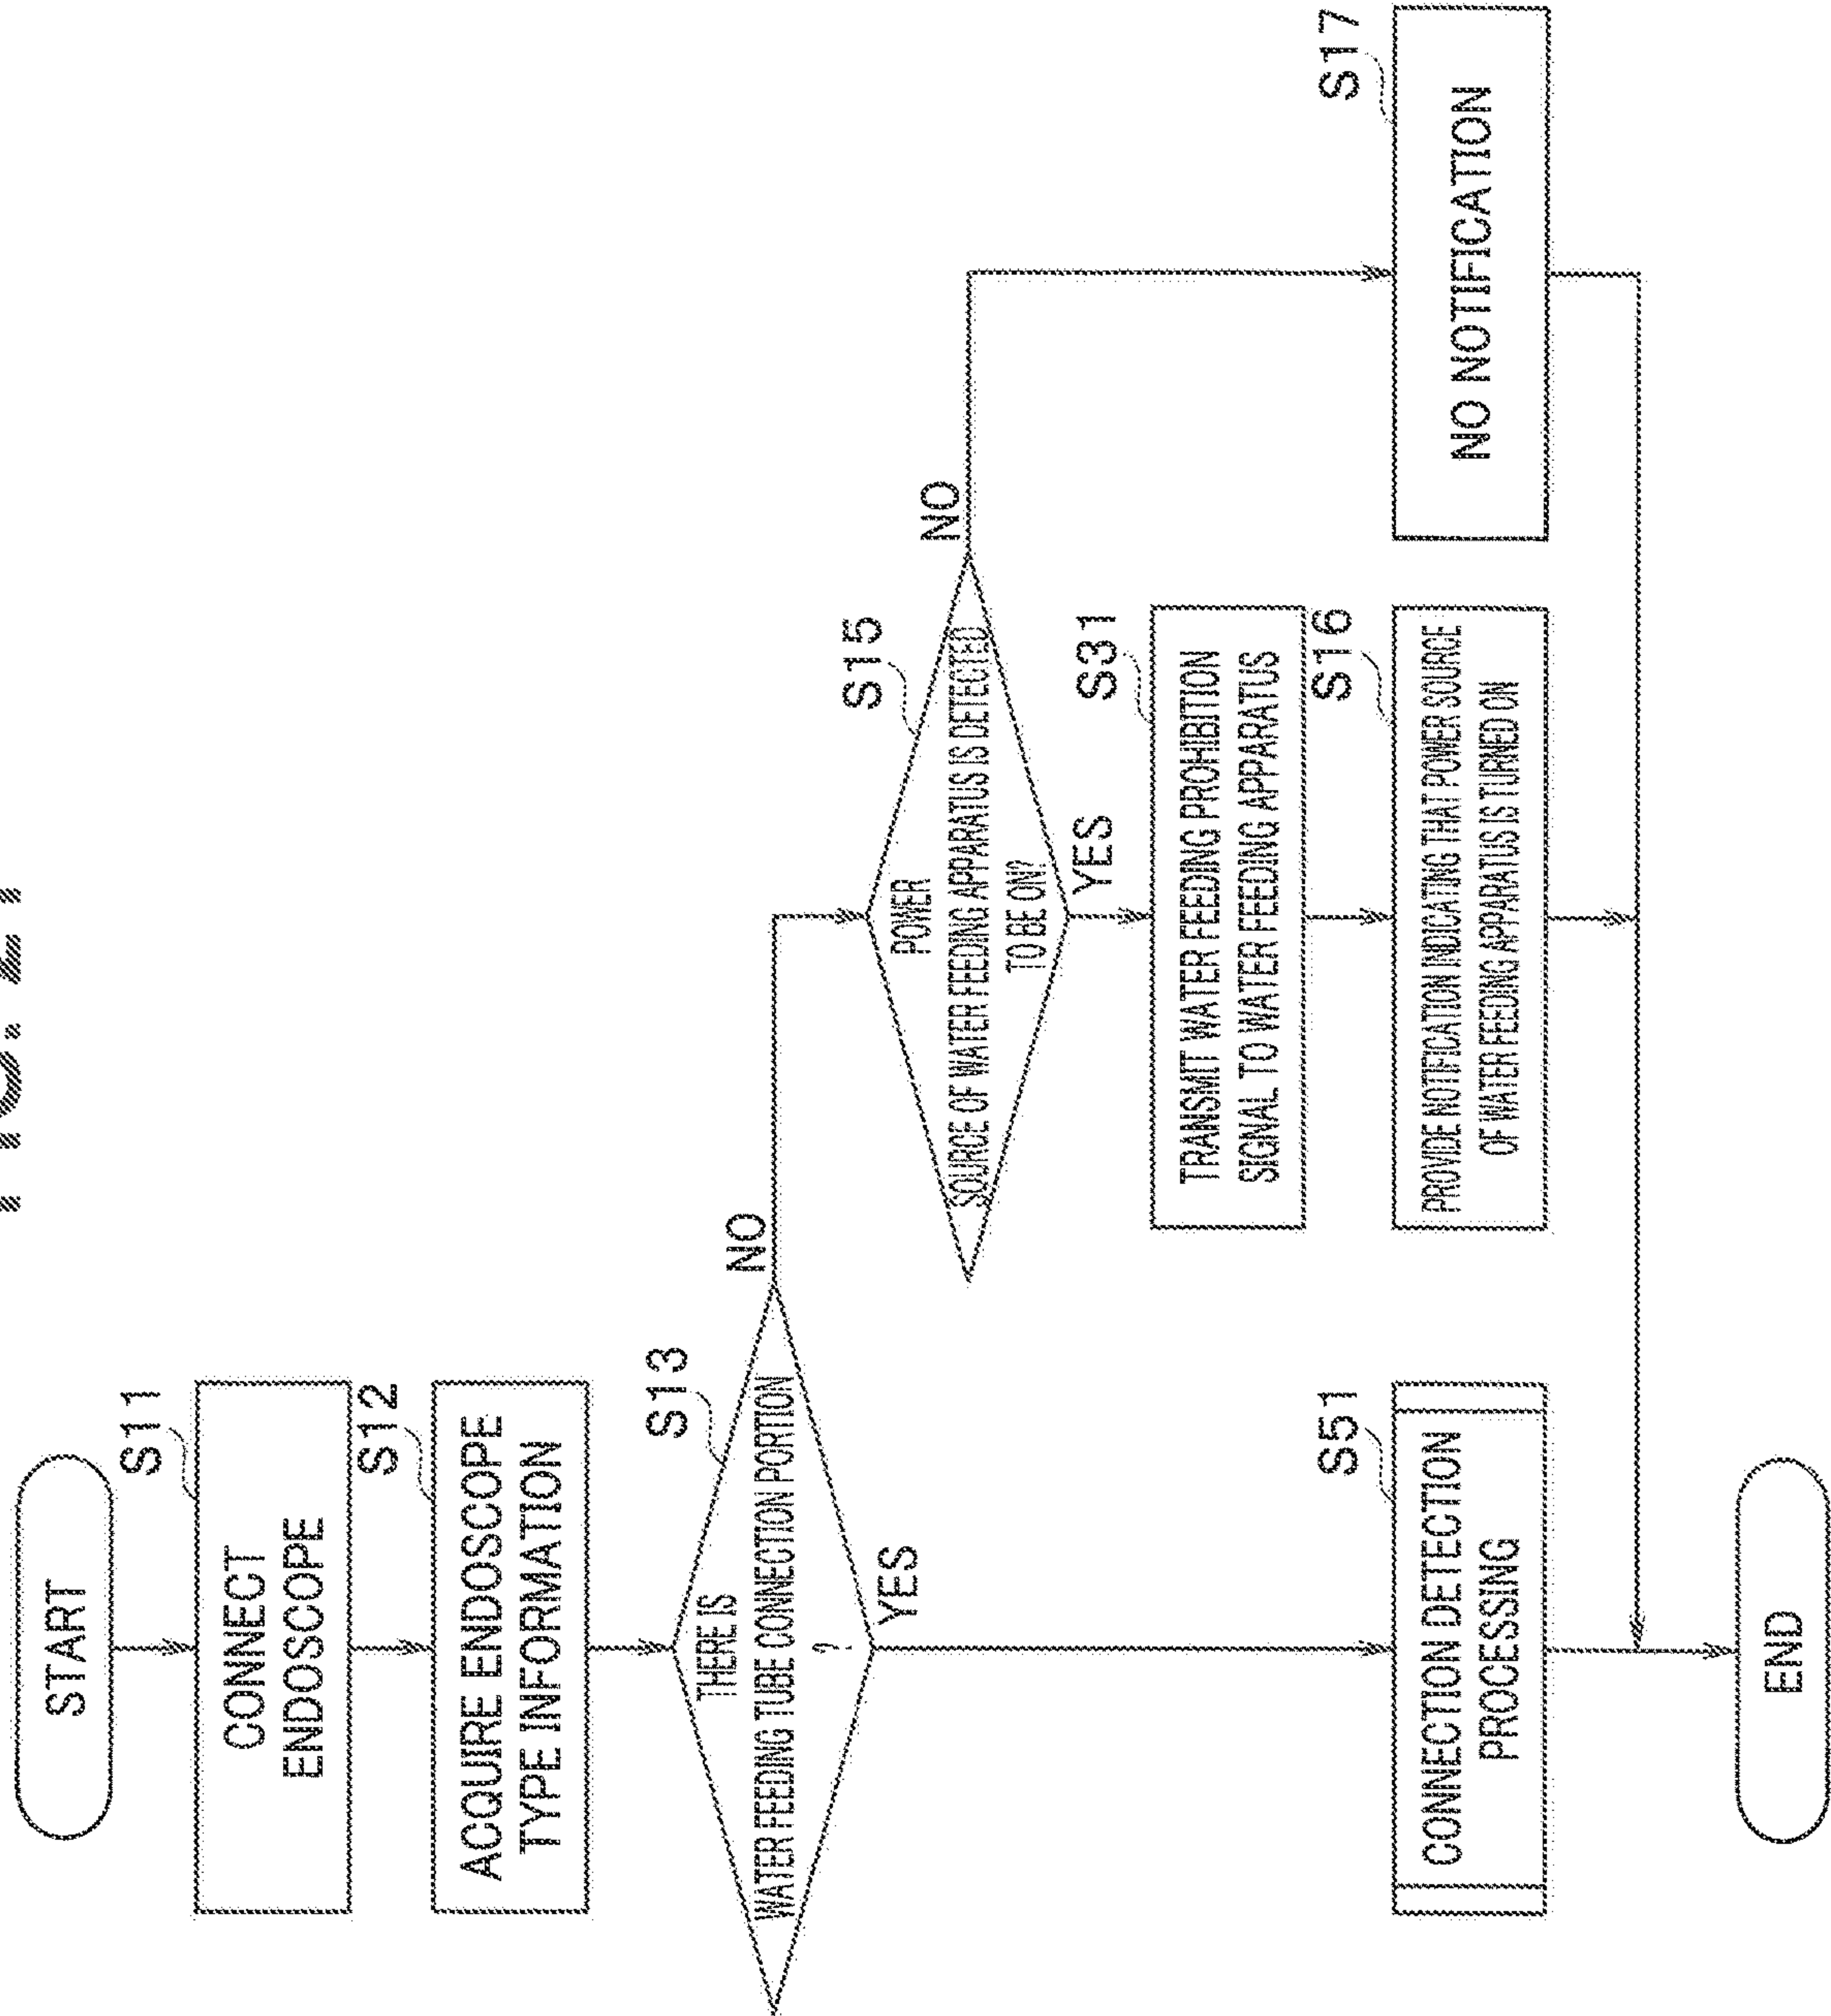 START
S11
CONNECT
ENDOSCOPE
S12
ACQUIRE ENDOSCOPE
TYPE INFORMATION
S13
THERE IS
WATER FEEDING TUBE CONNECTION PORTION
?
NO
YES
S15
POWER
SOURCE OF WATER FEEDING APPARATUS IS DETECTED
TO BE ON?
NO
YES
S31
TRANSMIT WATER FEEDING PROHIBITION
SIGNAL TO WATER FEEDING APPARATUS
S16
PROVIDE NOTIFICATION INDICATING THAT POWER SOURCE
OF WATER FEEDING APPARATUS IS TURNED ON
S17
NO NOTIFICATION
S51
CONNECTION DETECTION
PROCESSING
END